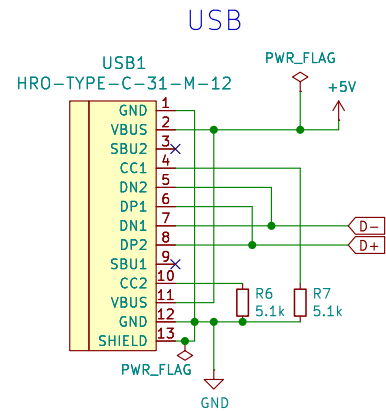 USB
USB1
HRO-TYPE-C-31-M-12
PWR_FLAG
+5V
GND 1
VBUS 2
SBU2 3
CC1 4
DN2 5
DP1 6
DN1 7
D-
DP2 8
D+
SBU1 9
CC2 10
VBUS 11
GND 12
SHIELD 13
R6
5.1k
R7
5.1k
PWR_FLAG
GND